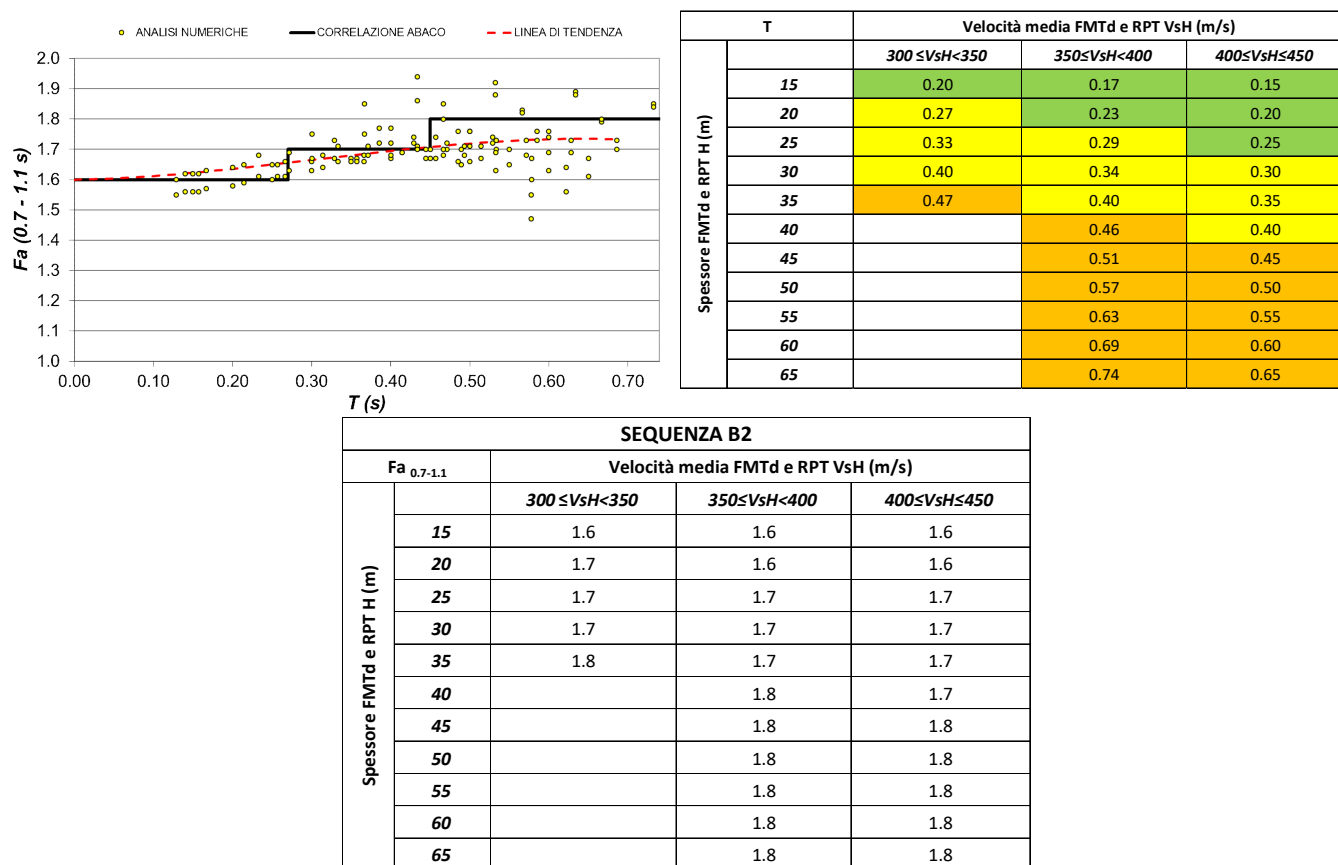 ANALISI NUMERICHE CORRELAZIONE ABACO LINEA DI TENDENZA
2.0
1.9
1.8
1.7
1.6
1.5
1.4
1.3
1.2
1.1
1.0
Fa (0.7 - 1.1 s)
0.00 0.10 0.20 0.30 0.40 0.50 0.60 0.70
T (s)
T Velocità media FMTd e RPT VsH (m/s)
300 ≤VsH<350 350≤VsH<400 400≤VsH≤450
Spessore FMTd e RPT H (m)
15 0.20 0.17 0.15
20 0.27 0.23 0.20
25 0.33 0.29 0.25
30 0.40 0.34 0.30
35 0.47 0.40 0.35
40 0.46 0.40
45 0.51 0.45
50 0.57 0.50
55 0.63 0.55
60 0.69 0.60
65 0.74 0.65
SEQUENZA B2
Fa 0.7-1.1 Velocità media FMTd e RPT VsH (m/s)
300 ≤VsH<350 350≤VsH<400 400≤VsH≤450
Spessore FMTd e RPT H (m)
15 1.6 1.6 1.6
20 1.7 1.6 1.6
25 1.7 1.7 1.7
30 1.7 1.7 1.7
35 1.8 1.7 1.7
40 1.8 1.7
45 1.8 1.8
50 1.8 1.8
55 1.8 1.8
60 1.8 1.8
65 1.8 1.8